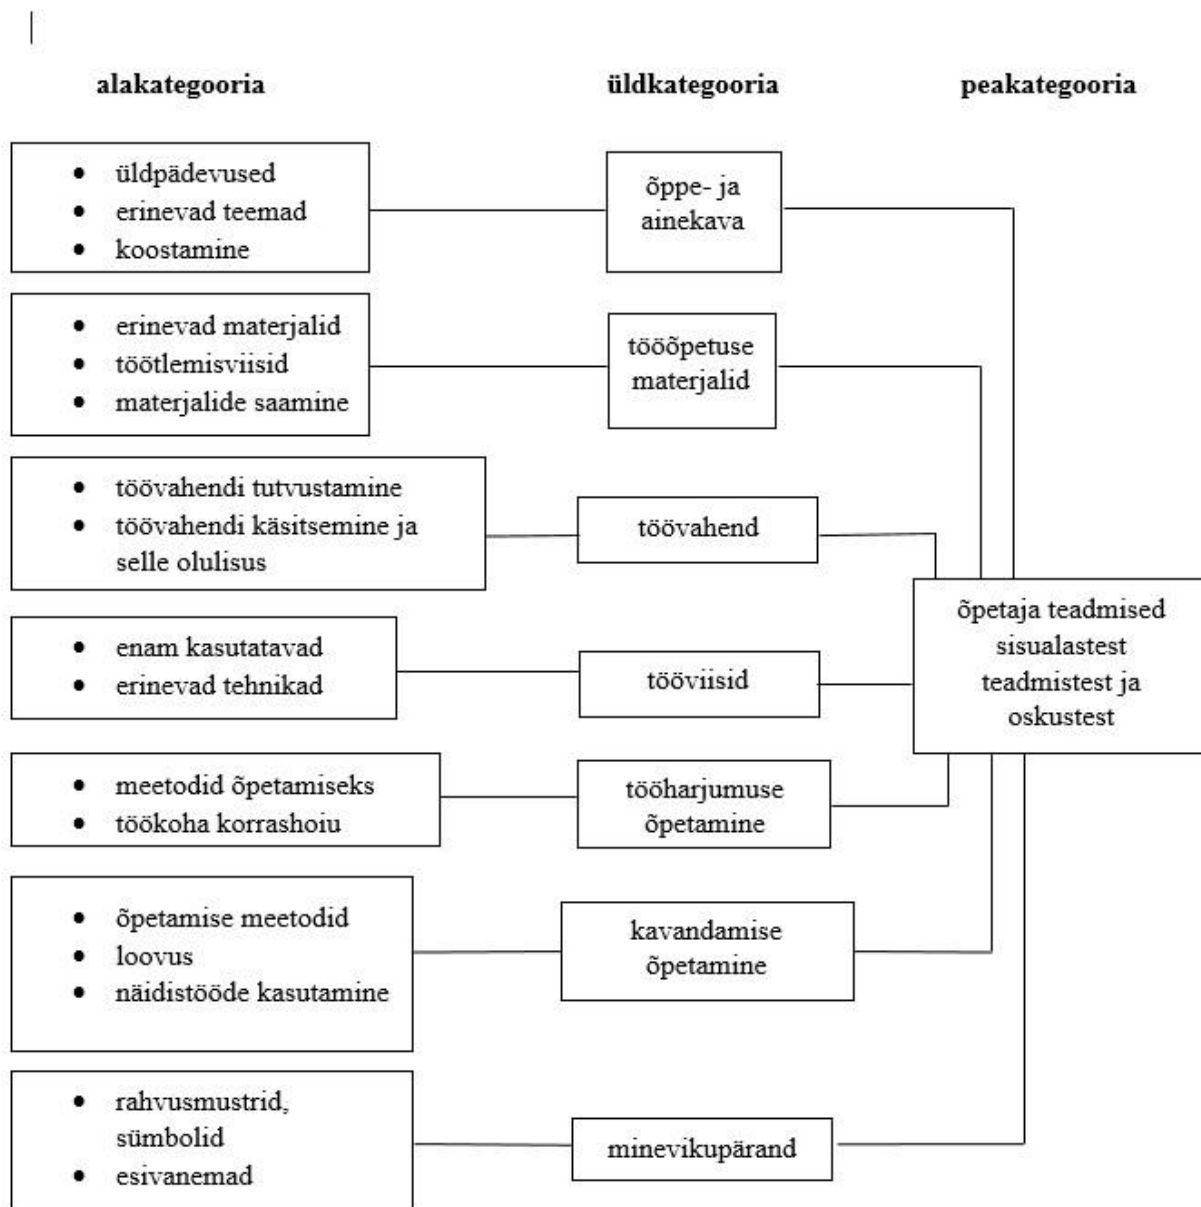 alakategooria
üldkategooria
peakategooria
• üldpädevused
• erinevad teemad
• koostamine
õppe- ja
ainekava
• erinevad materjalid
• töötlemisviisid
• materjalide saamine
tööõpetuse
materjalid
• töövahendi tutvustamine
• töövahendi käsitsemine ja
selle olulisus
töövahend
• enam kasutatavad
• erinevad tehnikad
tööviisid
õpetaja teadmised
sisualastest
teadmistest ja
oskustest
• meetodid õpetamiseks
• töökoha korrashoiu
tööharjumuse
õpetamine
• õpetamise meetodid
• loovus
• näidistööde kasutamine
kavandamise
õpetamine
• rahvusmustrid,
sümbolid
• esivanemad
minevikupärand